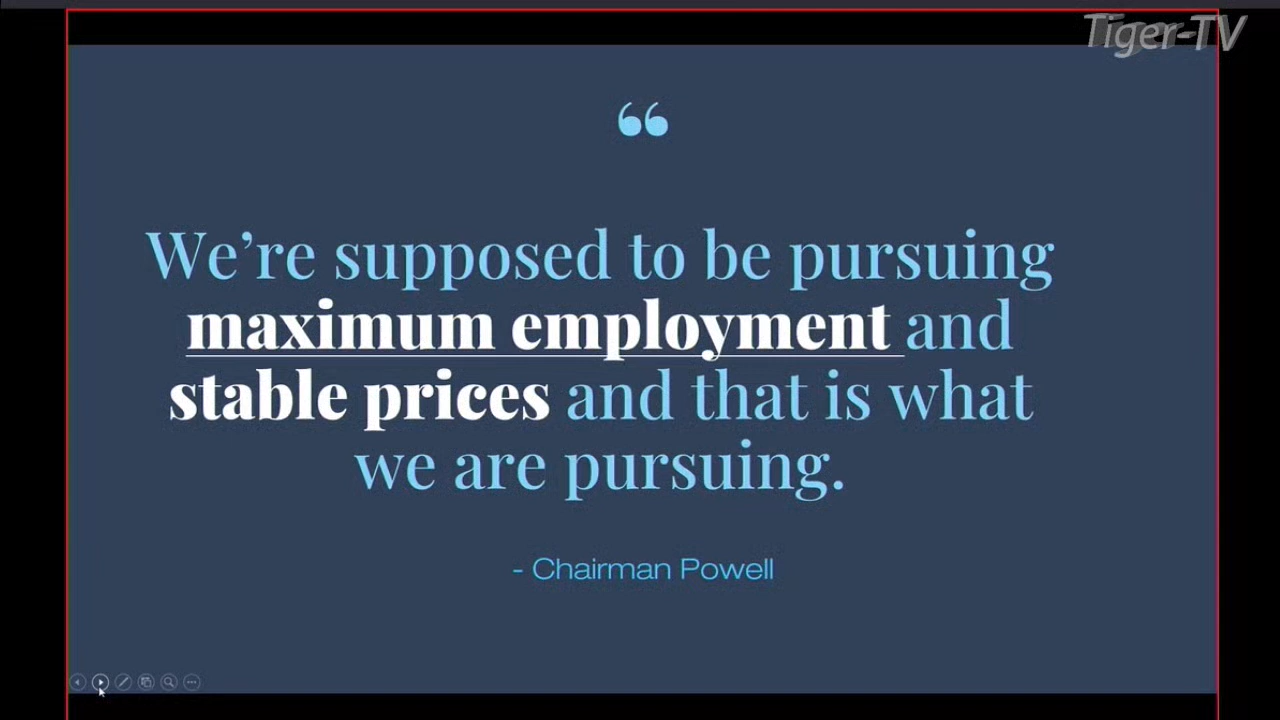 Tiger-TV
“
We’re supposed to be pursuing
maximum employment and
stable prices and that is what
we are pursuing.
- Chairman Powell